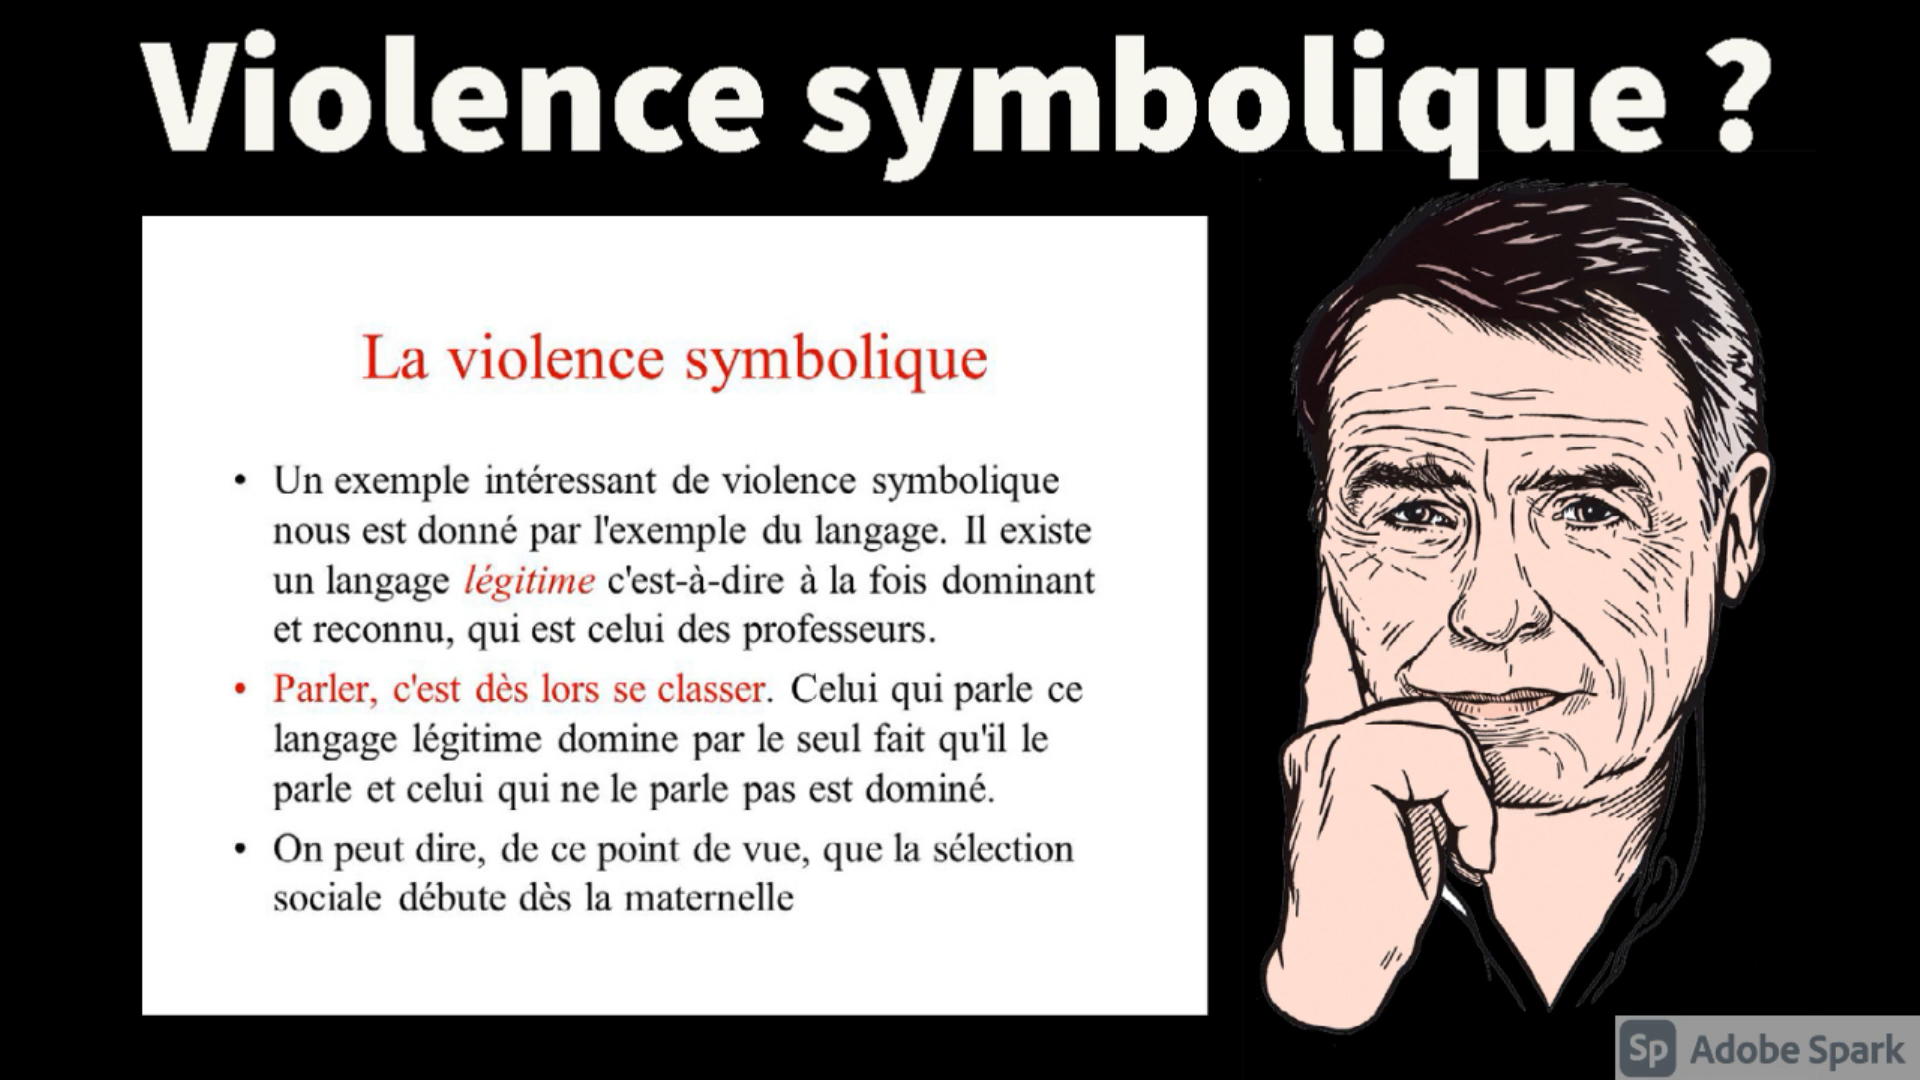 Violence symbolique ?
La violence symbolique
• Un exemple intéressant de violence symbolique
nous est donné par l'exemple du langage. Il existe
un langage légitime c'est-à-dire à la fois dominant
et reconnu, qui est celui des professeurs.
• Parler, c'est dès lors se classer. Celui qui parle ce
langage légitime domine par le seul fait qu'il le
parle et celui qui ne le parle pas est dominé.
• On peut dire, de ce point de vue, que la sélection
sociale débute dès la maternelle
Sp Adobe Spark